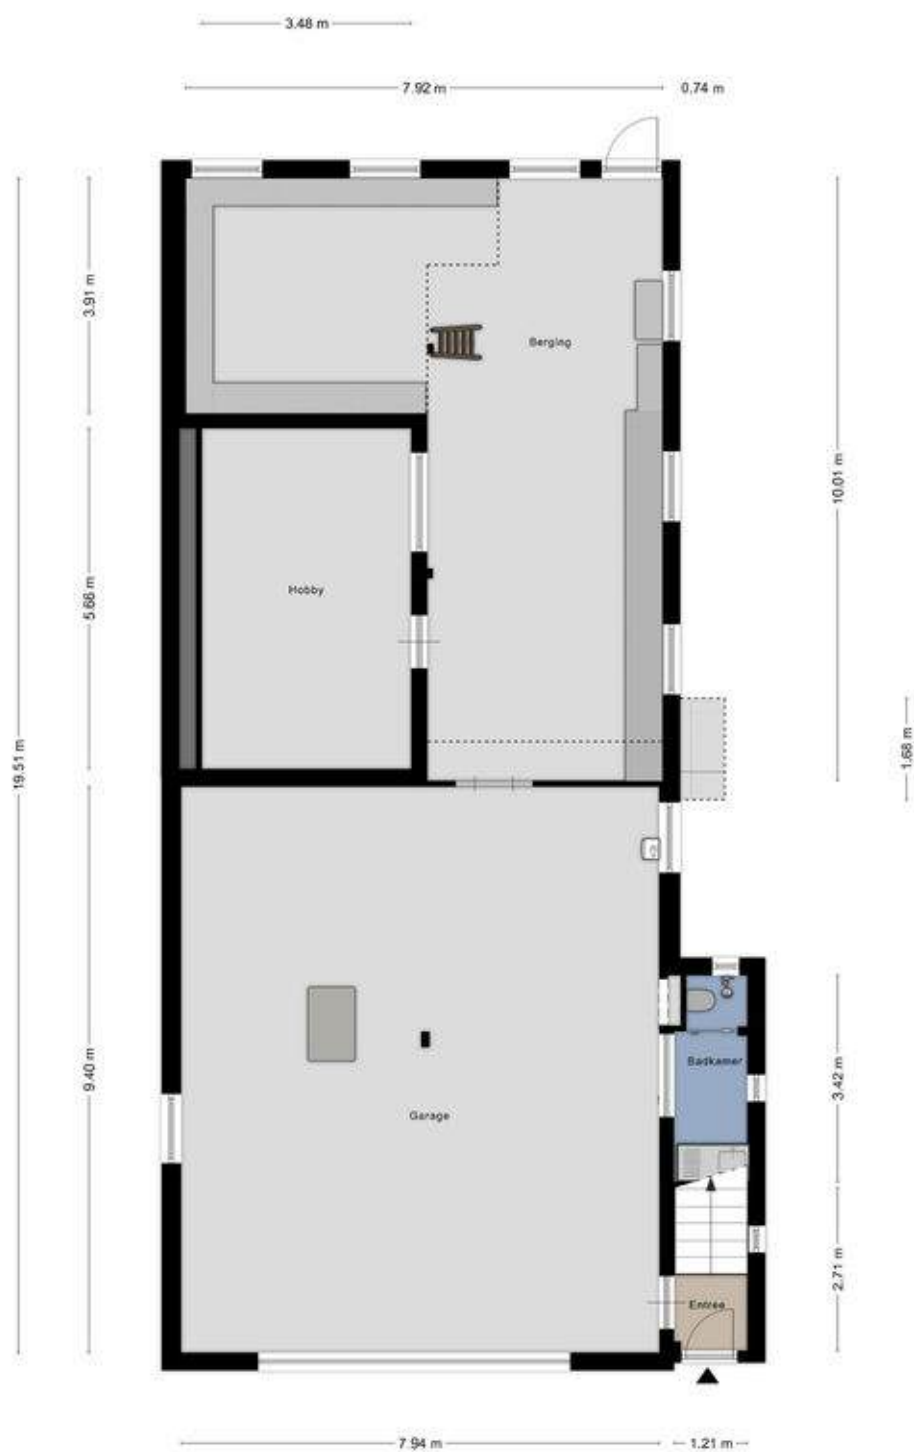 3.48 m
7.92 m
0.74 m
3.91 m
Berging
10.01 m
Hobby
5.66 m
19.51 m
1.68 m
9.40 m
Badkamer
3.42 m
Garage
2.71 m
Entree
7.94 m
1.21 m